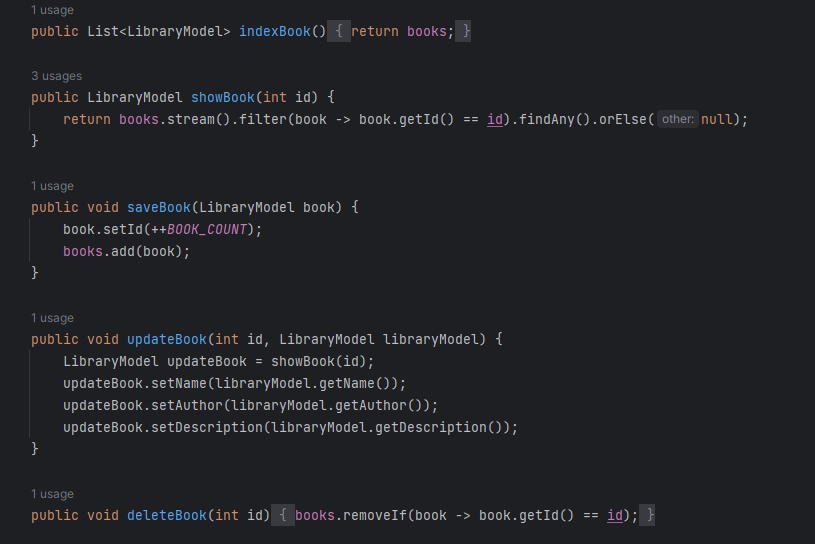 1 usage
public List<LibraryModel> indexBook() { return books; }
3 usages
public LibraryModel showBook(int id) {
return books.stream().filter(book -> book.getId() == id).findAny().orElse( other: null);
}
1 usage
public void saveBook(LibraryModel book) {
book.setId(++BOOK_COUNT);
books.add(book);
}
1 usage
public void updateBook(int id, LibraryModel libraryModel) {
LibraryModel updateBook = showBook(id);
updateBook.setName(libraryModel.getName());
updateBook.setAuthor(libraryModel.getAuthor());
updateBook.setDescription(libraryModel.getDescription());
}
1 usage
public void deleteBook(int id) { books.removeIf(book -> book.getId() == id); }